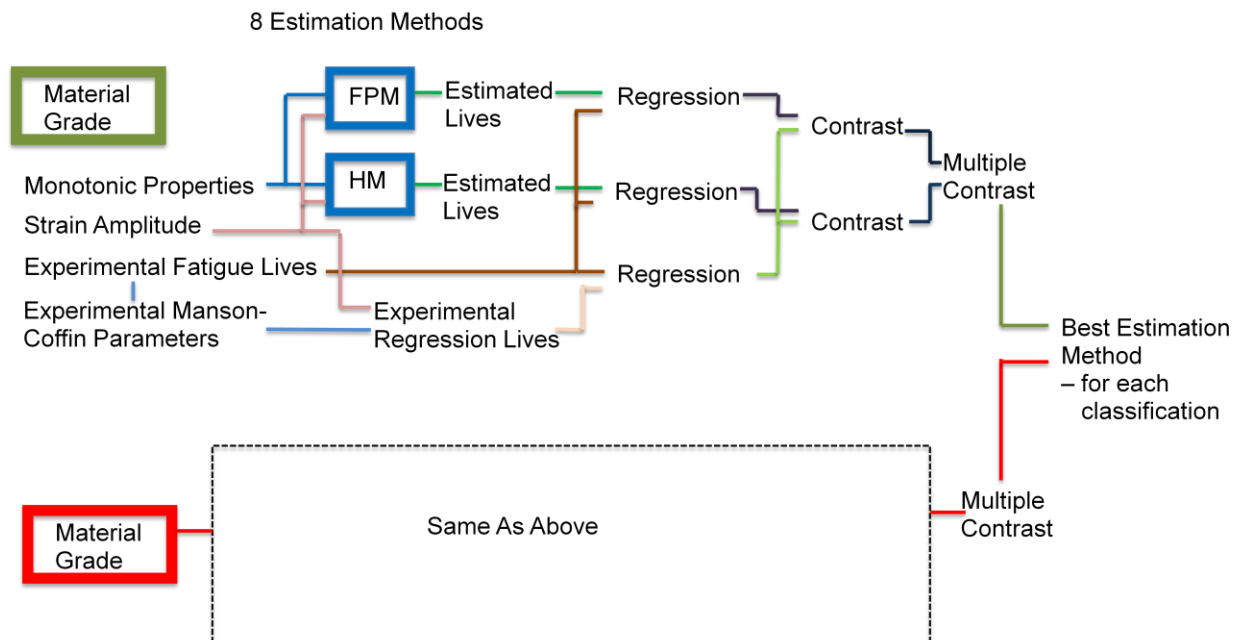 8 Estimation Methods
Material
Grade
FPM
Estimated
Lives
Regression
Contrast
Multiple
Contrast
Monotonic Properties
HM
Estimated
Lives
Regression
Contrast
Strain Amplitude
Experimental Fatigue Lives
Regression
Experimental Manson-
Coffin Parameters
Experimental
Regression Lives
Best Estimation
Method
– for each
classification
Material
Grade
Same As Above
Multiple
Contrast